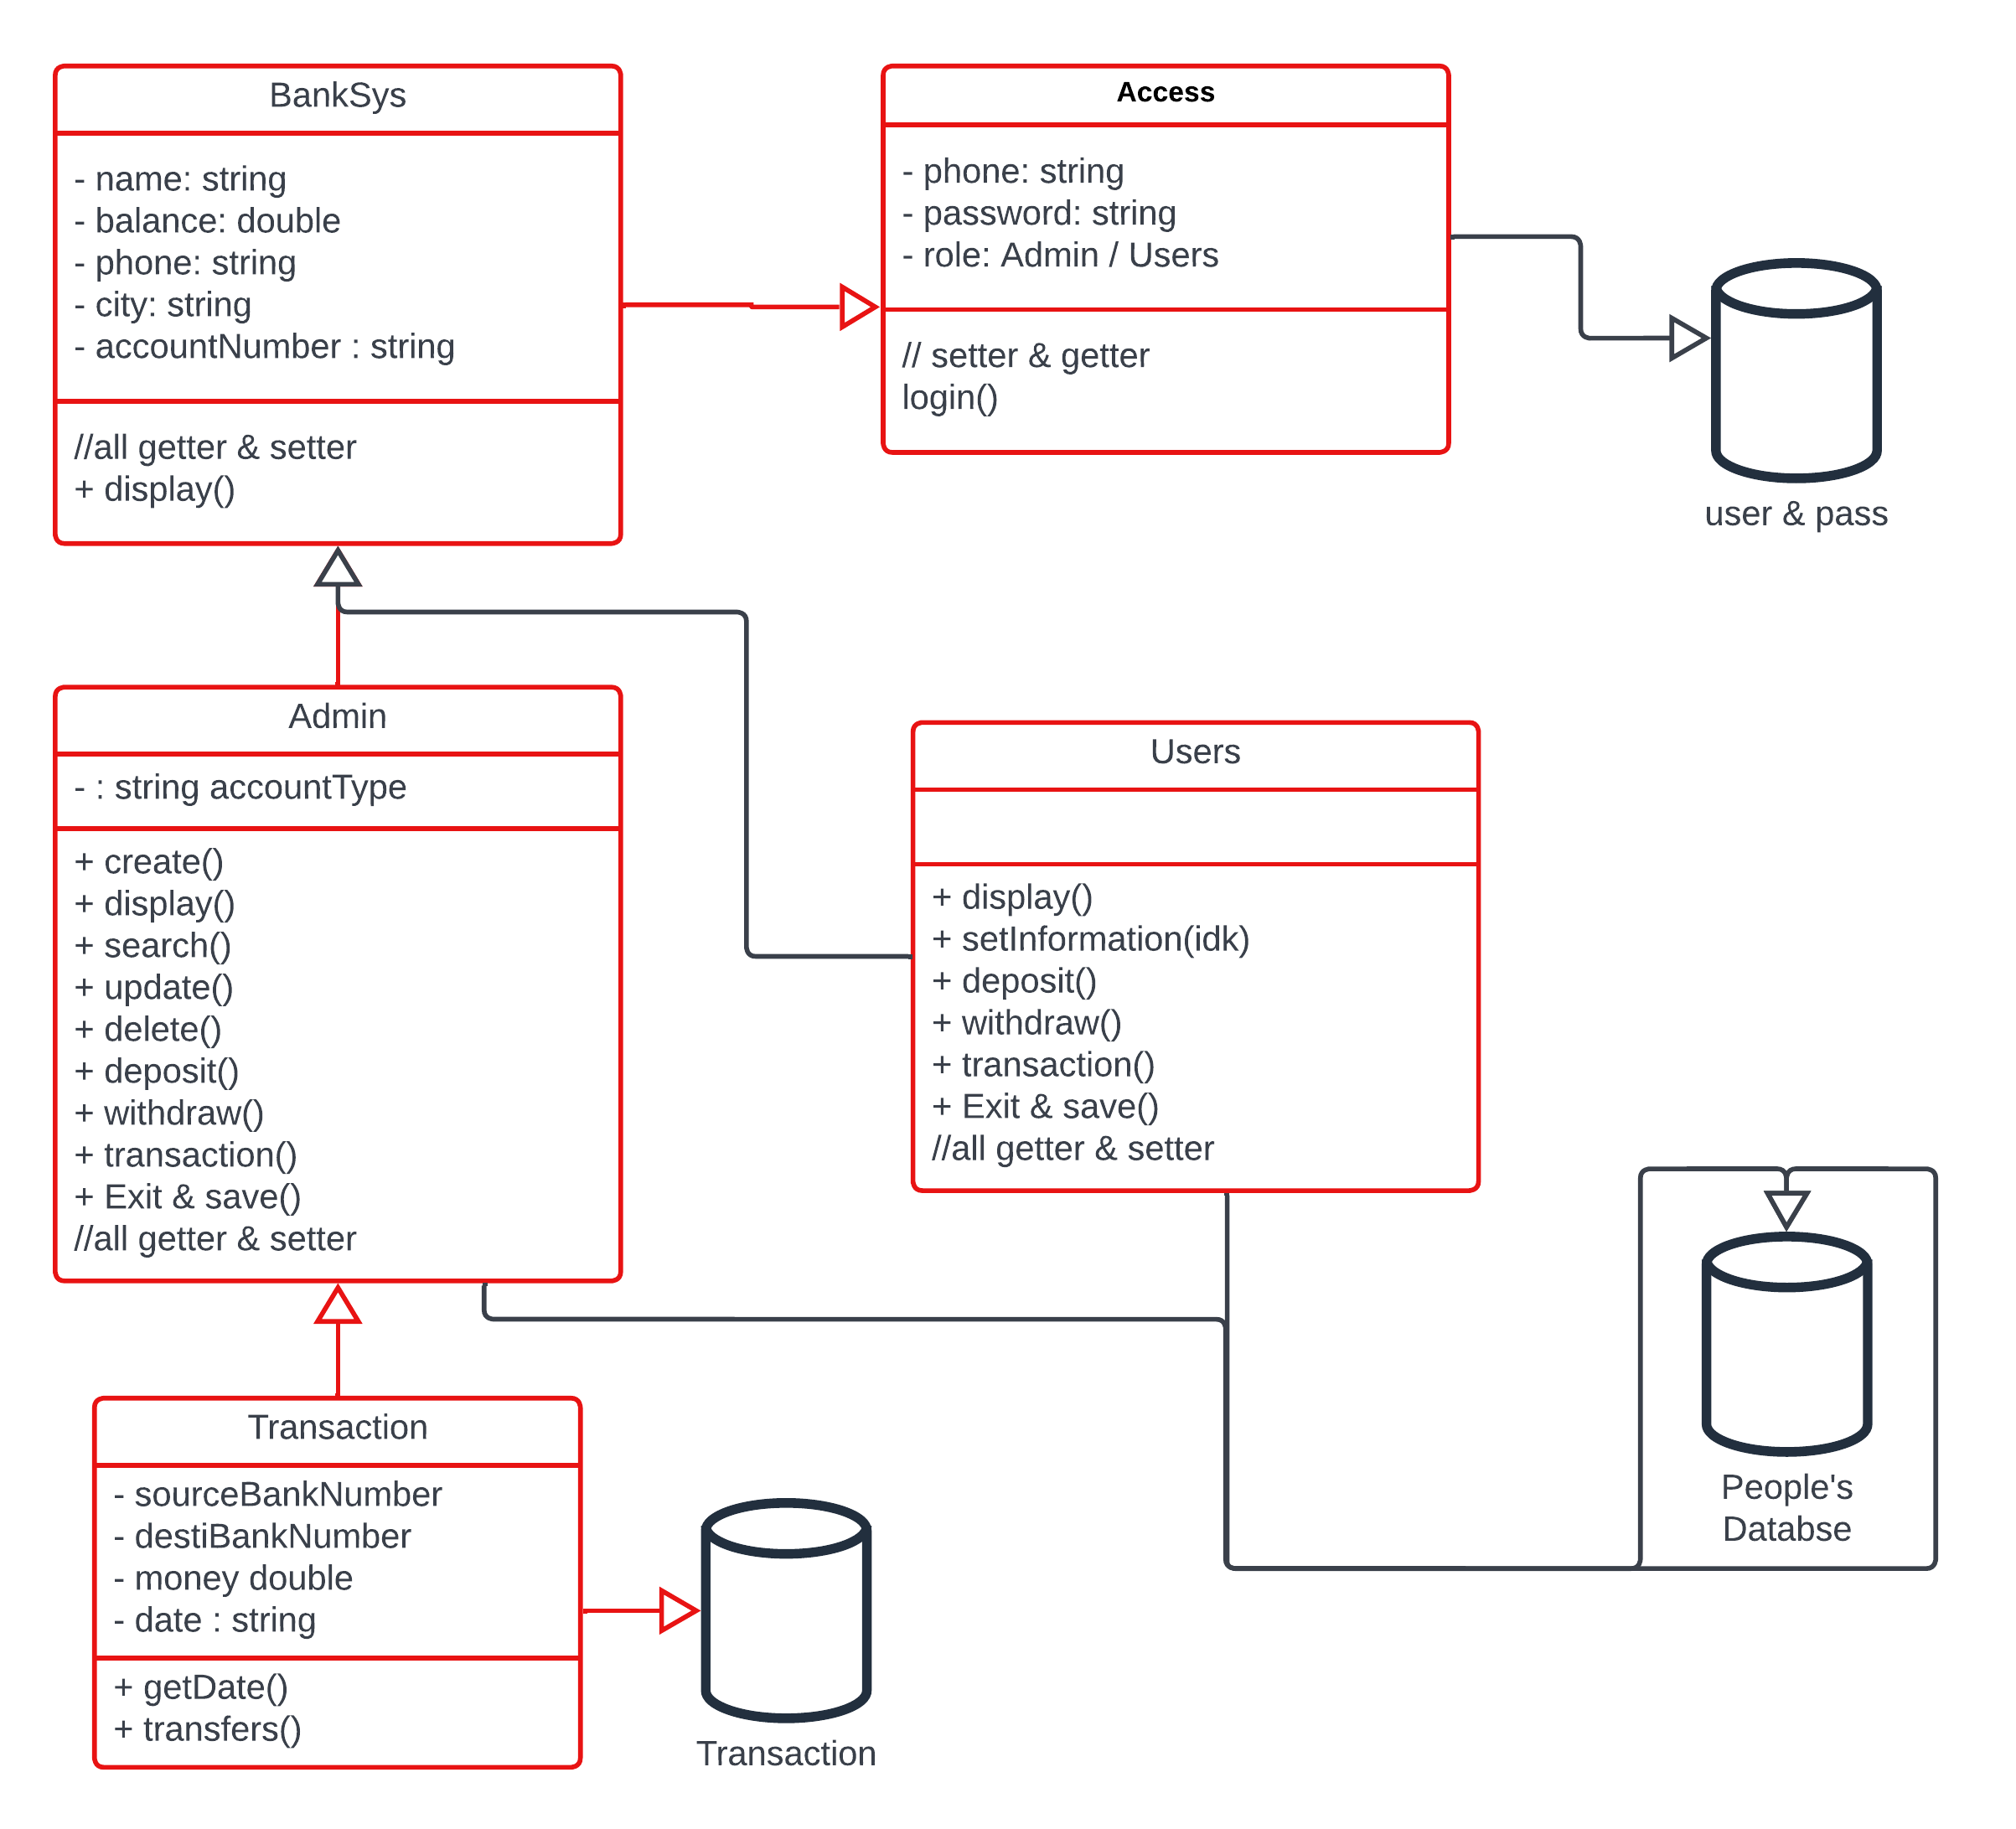 BankSys
- name: string
- balance: double
- phone: string
- city: string
- accountNumber : string
//all getter & setter
+ display()
Access
- phone: string
- password: string
- role: Admin / Users
// setter & getter
login()
user & pass
Admin
- : string accountType
+ create()
+ display()
+ search()
+ update()
+ delete()
+ deposit()
+ withdraw()
+ transaction()
+ Exit & save()
//all getter & setter
Users
+ display()
+ setInformation(idk)
+ deposit()
+ withdraw()
+ transaction()
+ Exit & save()
//all getter & setter
People's
Databse
Transaction
- sourceBankNumber
- destiBankNumber
- money double
- date : string
+ getDate()
+ transfers()
Transaction